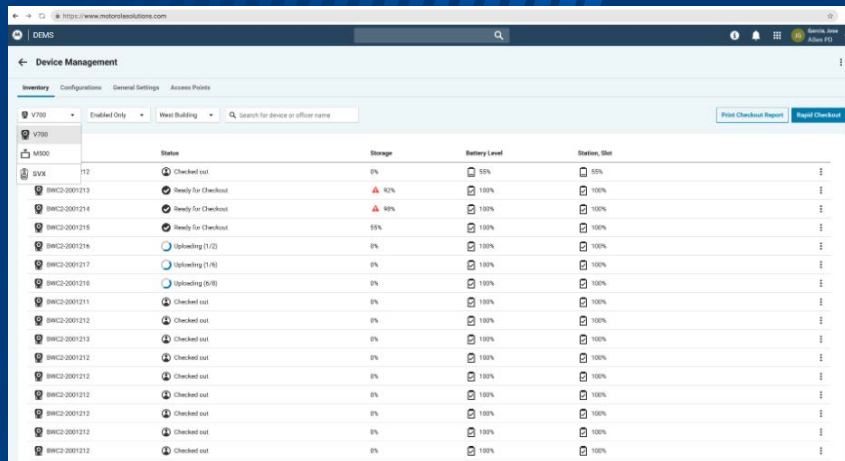 https://www.motorolasolutions.com
DEMS
JG
Garcia, Jose
Allen PD
Device Management
Inventory Configurations General Settings Access Points
V700 Enabled Only West Building Search for device or officer name Print Checkout Report Rapid Checkout
V700
M500
SVX
Status Storage Battery Level Station, Slot
212 Checked out 0% 55% 55%
BWC2-2001213 Ready for Checkout 92% 100% 100%
BWC2-2001214 Ready for Checkout 98% 100% 100%
BWC2-2001215 Ready for Checkout 55% 100% 100%
BWC2-2001216 Uploading (1/2) 0% 100% 100%
BWC2-2001217 Uploading (1/6) 0% 100% 100%
BWC2-2001210 Uploading (6/8) 0% 100% 100%
BWC2-2001211 Checked out 0% 100% 100%
BWC2-2001212 Checked out 0% 100% 100%
BWC2-2001213 Checked out 0% 100% 100%
BWC2-2001212 Checked out 0% 100% 100%
BWC2-2001212 Checked out 0% 100% 100%
BWC2-2001212 Checked out 0% 100% 100%
BWC2-2001212 Checked out 0% 100% 100%
BWC2-2001212 Checked out 0% 100% 100%
BWC2-2001212 Checked out 0% 100% 100%